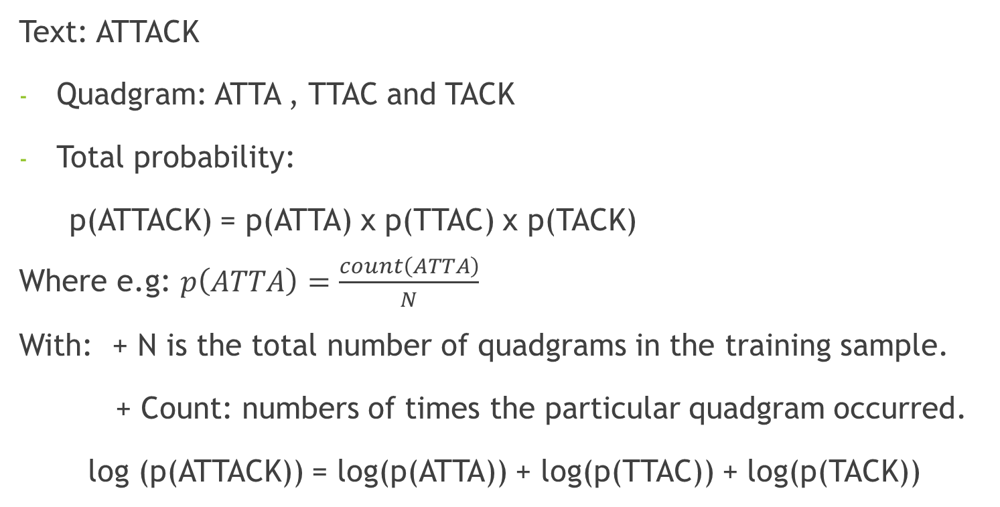 Text: ATTACK
- Quadgram: ATTA , TTAC and TACK
- Total probability:
p(ATTACK) = p(ATTA) x p(TTAC) x p(TACK)
Where e.g: p(ATTA) = count(ATTA) / N
With: + N is the total number of quadgrams in the training sample.
+ Count: numbers of times the particular quadgram occurred.
log (p(ATTACK)) = log(p(ATTA)) + log(p(TTAC)) + log(p(TACK))